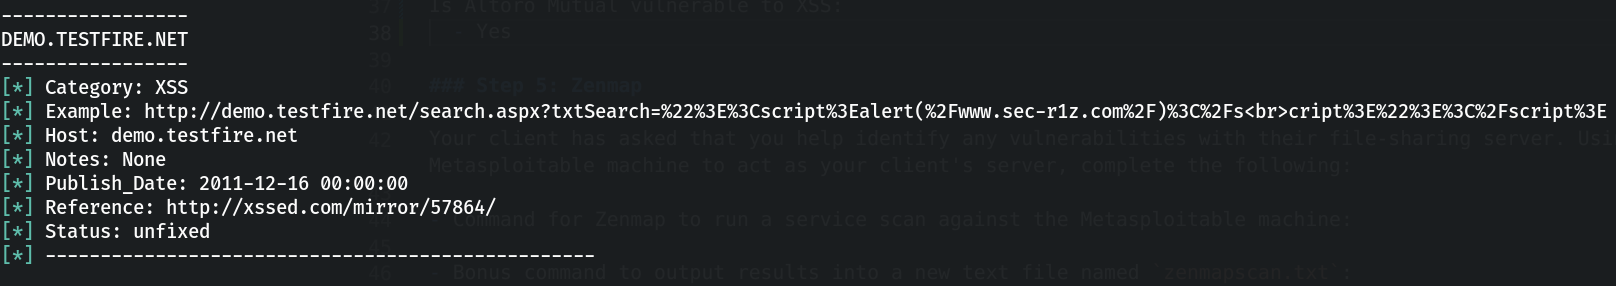 -----------------
DEMO.TESTFIRE.NET
-----------------
37 Is Altoro Mutual vulnerable to XSS:
38 - Yes
39
[*] Category: XSS
40 ### Step 5: Zenmap
[*] Example: http://demo.testfire.net/search.aspx?txtSearch=%22%3E%3Cscript%3Ealert(%2Fwww.sec-r1z.com%2F)%3C%2Fs<br>cript%3E%22%3E%3C%2Fscript%3E
[*] Host: demo.testfire.net
42 Your client has asked that you help identify any vulnerabilities with their file-sharing server. Usi
[*] Notes: None
Metasploitable machine to act as your client's server, complete the following:
[*] Publish_Date: 2011-12-16 00:00:00
[*] Reference: http://xssed.com/mirror/57864/
Command for Zenmap to run a service scan against the Metasploitable machine:
[*] Status: unfixed
45
[*] --------------------------------------------------
46 - Bonus command to output results into a new text file named `zenmapscan.txt`: